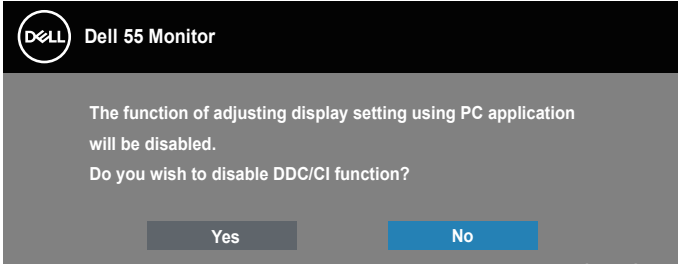 DELL
Dell 55 Monitor
The function of adjusting display setting using PC application
will be disabled.
Do you wish to disable DDC/CI function?
Yes
No